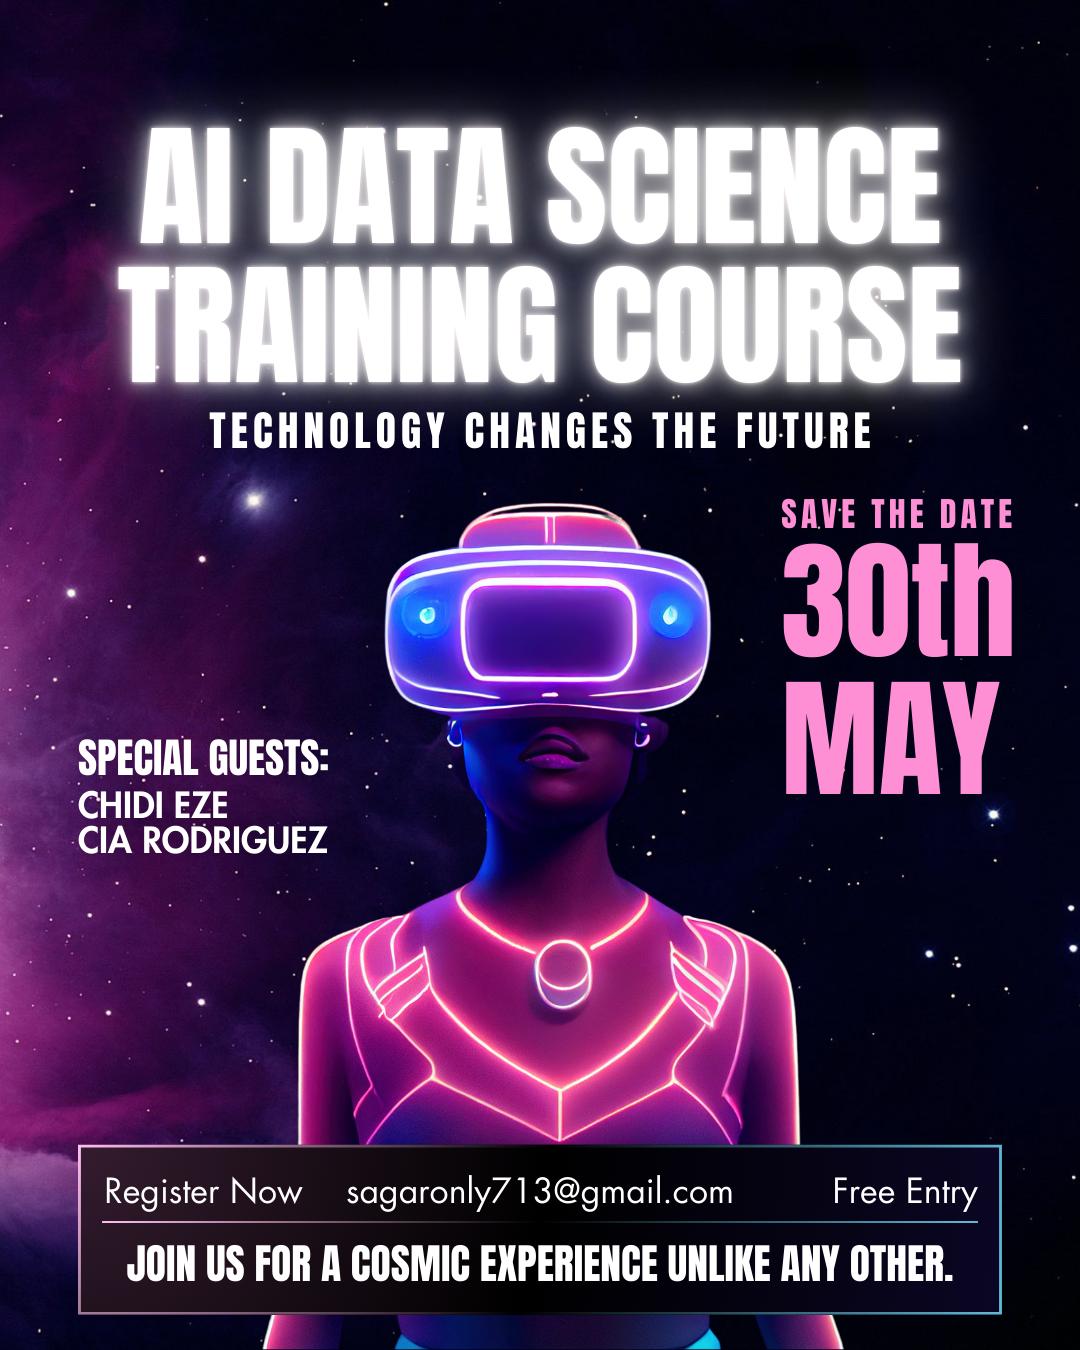 AI DATA SCIENCE
TRAINING COURSE
TECHNOLOGY CHANGES THE FUTURE
SAVE THE DATE
30th
MAY
SPECIAL GUESTS:
CHIDI EZE
CIA RODRIGUEZ
Register Now sagaronly713@gmail.com Free Entry
JOIN US FOR A COSMIC EXPERIENCE UNLIKE ANY OTHER.